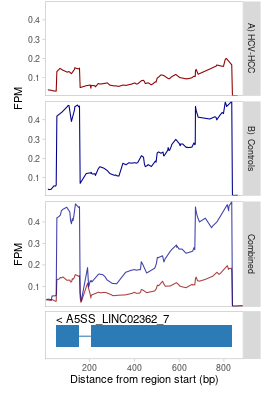 0.4
0.3
0.2
0.1
A) HCV-HCC
FPM
0.4
0.3
0.2
0.1
B) Controls
0.4
0.3
0.2
0.1
FPM
Combined
< A5SS_LINC02362_7
200 400 600 800
Distance from region start (bp)